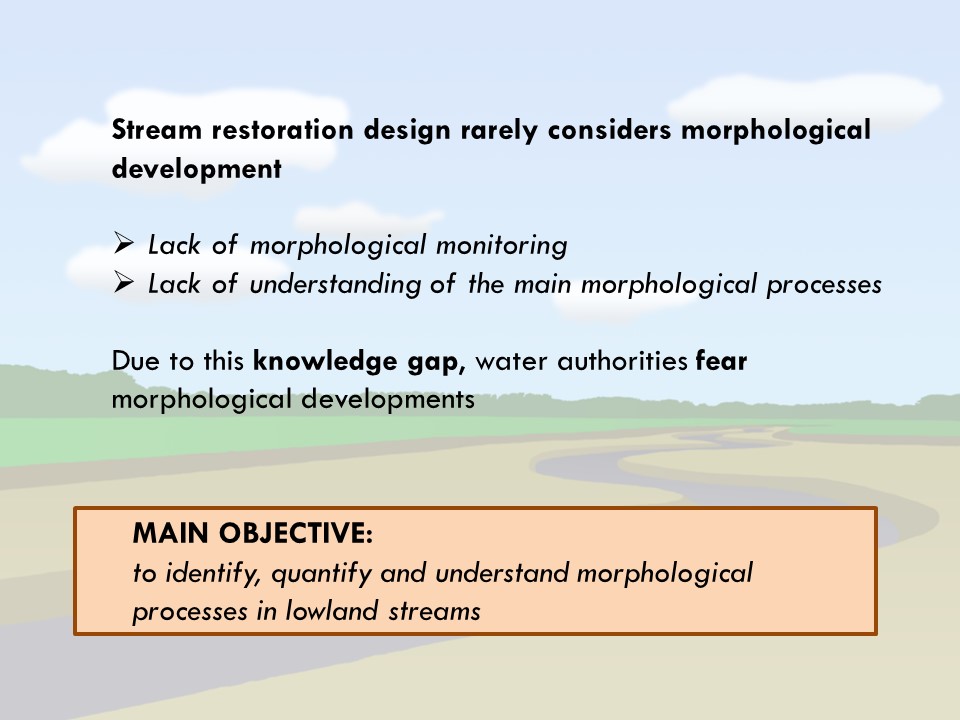 Stream restoration design rarely considers morphological
development
➢ Lack of morphological monitoring
➢ Lack of understanding of the main morphological processes
Due to this knowledge gap, water authorities fear
morphological developments
MAIN OBJECTIVE:
to identify, quantify and understand morphological
processes in lowland streams